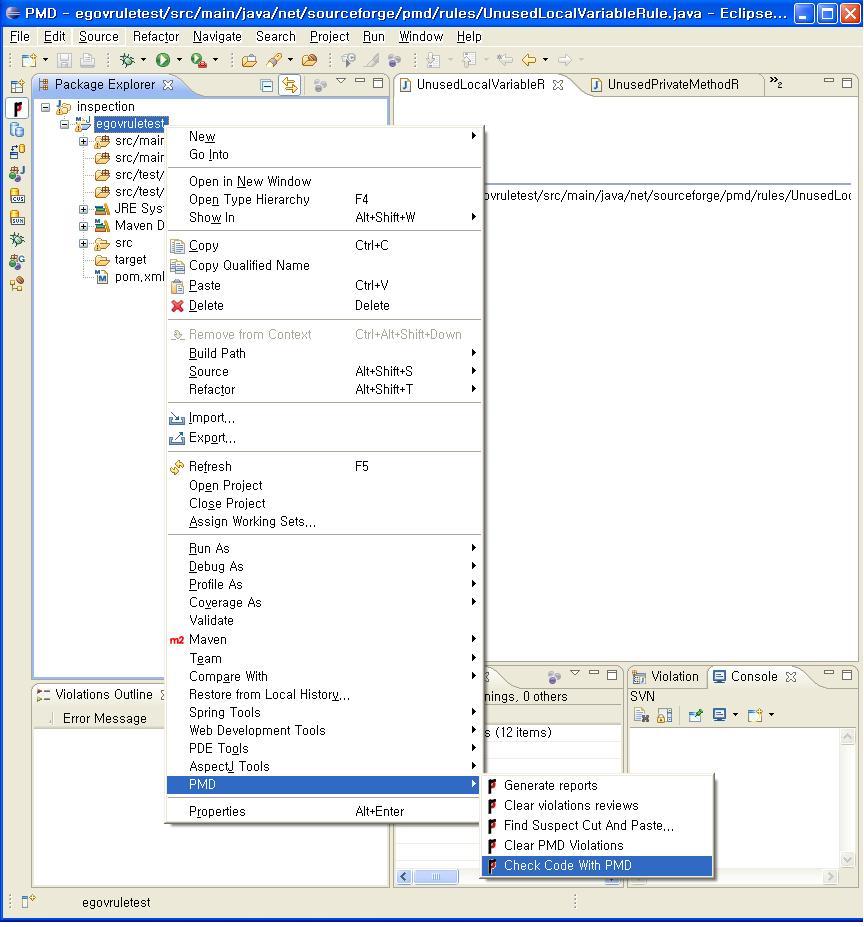 PMD - egovruletest/src/main/java/net/sourceforge/pmd/rules/UnusedLocalVariableRule.java - Eclipse...
File Edit Source Refactor Navigate Search Project Run Window Help
Package Explorer
UnusedLocalVariableR
UnusedPrivateMethodR
»2
inspection
egovruletest
src/mair
src/mair
src/test/
src/test/
JRE Sys
Maven D
src
target
pom.xml
New
Go Into
Open in New Window
Open Type Hierarchy F4
Show In Alt+Shift+W
Copy Ctrl+C
Copy Qualified Name
Paste Ctrl+V
Delete Delete
Remove from Context Ctrl+Alt+Shift+Down
Build Path
Source Alt+Shift+S
Refactor Alt+Shift+T
Import...
Export...
Refresh F5
Open Project
Close Project
Assign Working Sets...
Run As
Debug As
Profile As
Coverage As
Validate
m2 Maven
Team
Compare With
Restore from Local History...
Spring Tools
Web Development Tools
PDE Tools
AspectJ Tools
PMD
Properties Alt+Enter
Generate reports
Clear violations reviews
Find Suspect Cut And Paste...
Clear PMD Violations
Check Code With PMD
ovruletest/src/main/java/net/sourceforge/pmd/rules/UnusedLoc
Violations Outline
Error Message
nings, 0 others
s (12 items)
Violation
Console
SVN
egovruletest